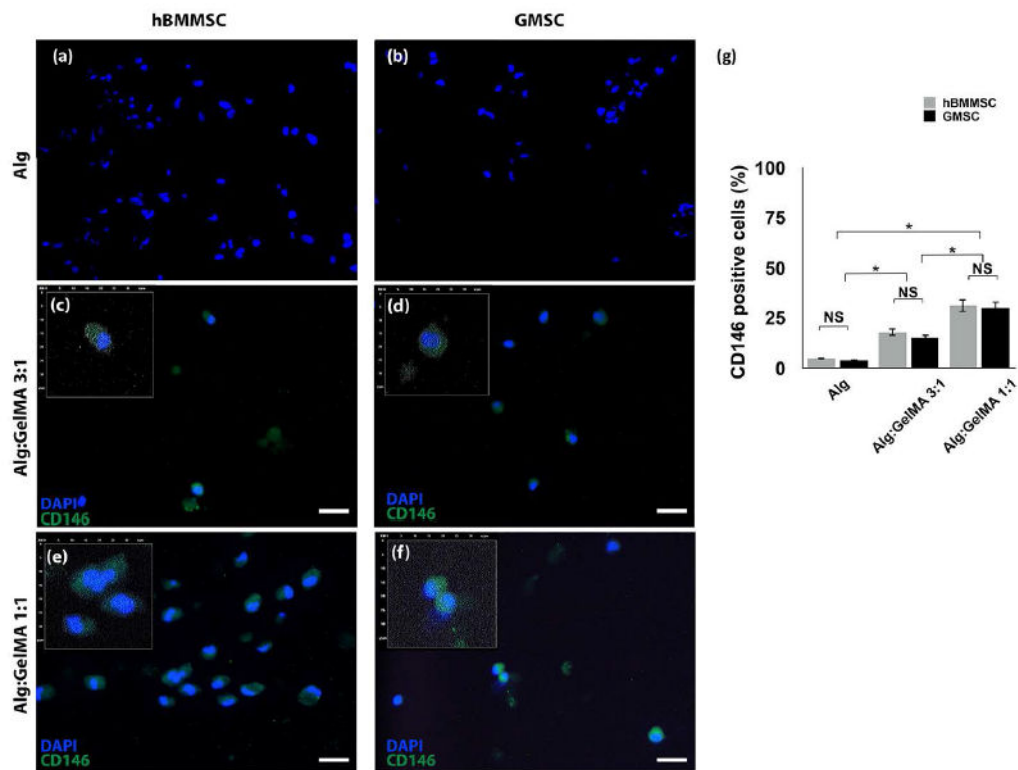 hBMMSC
GMSC
(a)
(b)
(g)
Alg
hBMMSC
GMSC
CD146 positive cells (%)
100
75
50
25
0
*
*
*
NS
NS
NS
Alg
Alg:GelMA 3:1
Alg:GelMA 1:1
(c)
(d)
Alg:GelMA 3:1
DAPI
CD146
DAPI
CD146
(e)
(f)
Alg:GelMA 1:1
DAPI
CD146
DAPI
CD146